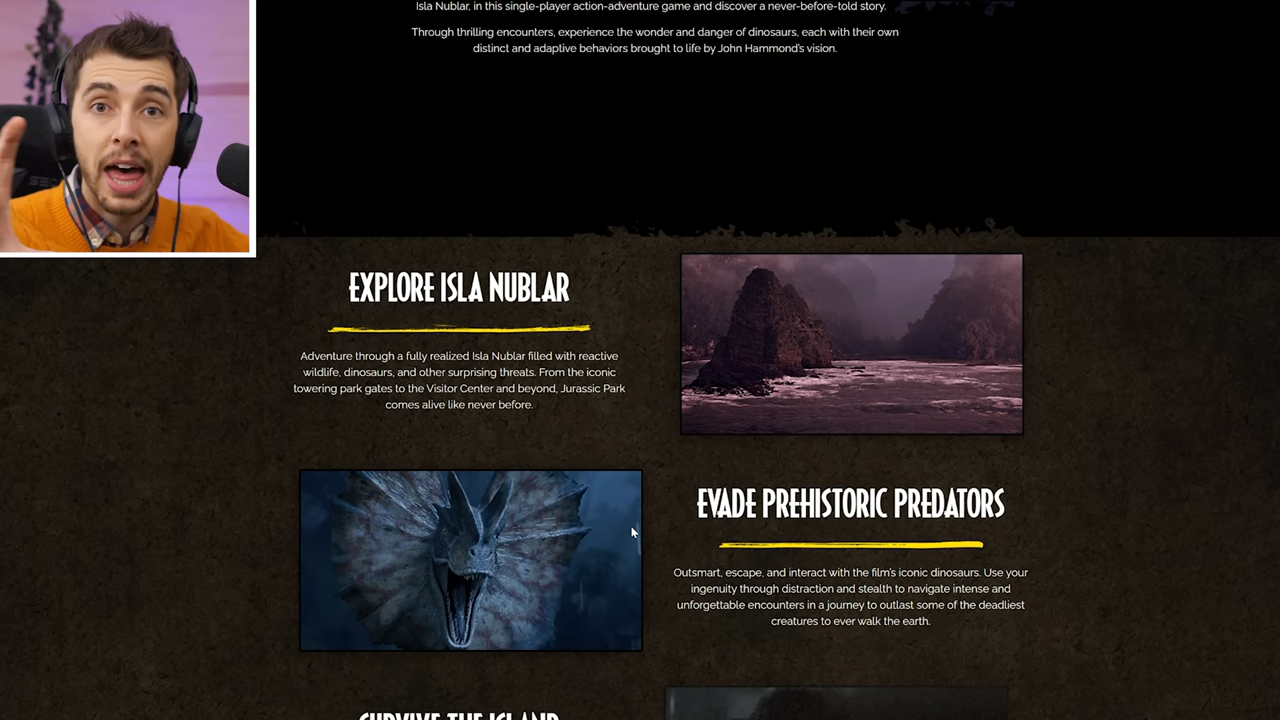 Isla Nublar, in this single-player action-adventure game and discover a never-before-told story.
Through thrilling encounters, experience the wonder and danger of dinosaurs, each with their own
distinct and adaptive behaviors brought to life by John Hammond's vision.
EXPLORE ISLA NUBLAR
Adventure through a fully realized Isla Nublar filled with reactive
wildlife, dinosaurs, and other surprising threats. From the iconic
towering park gates to the Visitor Center and beyond, Jurassic Park
comes alive like never before.
EVADE PREHISTORIC PREDATORS
Outsmart, escape, and interact with the film's iconic dinosaurs. Use your
ingenuity through distraction and stealth to navigate intense and
unforgettable encounters in a journey to outlast some of the deadliest
creatures to ever walk the earth.
SURVIVE THE ISLAND